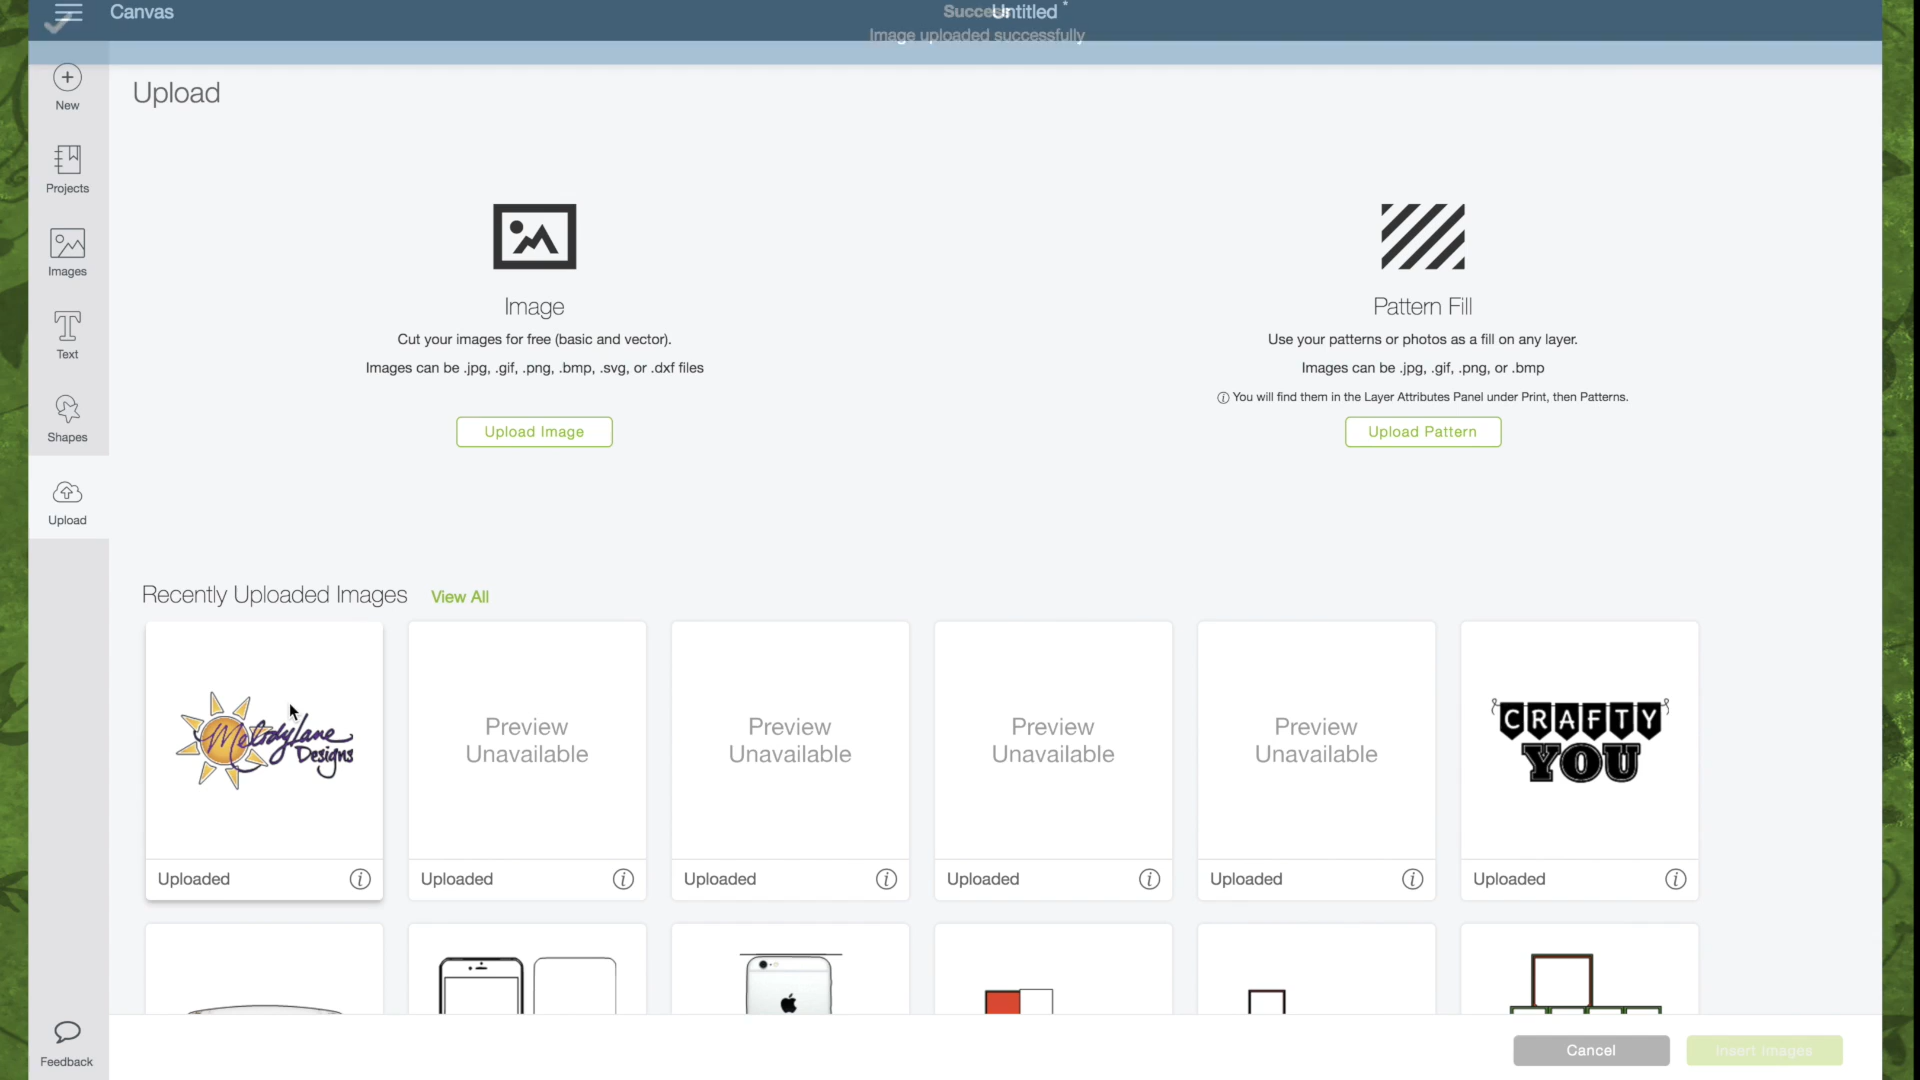 Canvas
Success
Untitled *
Image uploaded successfully
New
Projects
Images
Text
Shapes
Upload
Feedback
Upload
Image
Cut your images for free (basic and vector).
Images can be .jpg, .gif, .png, .bmp, .svg, or .dxf files
Upload Image
Pattern Fill
Use your patterns or photos as a fill on any layer.
Images can be .jpg, .gif, .png, or .bmp
You will find them in the Layer Attributes Panel under Print, then Patterns.
Upload Pattern
Recently Uploaded Images View All
MelodyLane
Designs
Uploaded
Preview
Unavailable
Uploaded
Preview
Unavailable
Uploaded
Preview
Unavailable
Uploaded
Preview
Unavailable
Uploaded
CRAFTY
YOU
Uploaded
Cancel
Insert Images